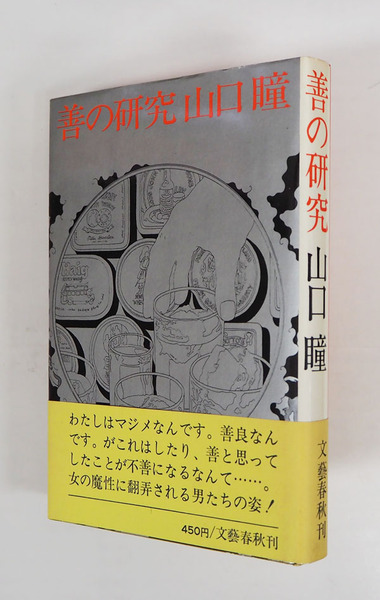 善の研究 山口 瞳
Haig
わたしはマジメなんです。善良なん
です。がこれはしたり、善と思って
したことが不善になるなんて……。
女の魔性に翻弄される男たちの姿！
450円/文藝春秋刊
善の研究 山口 瞳
文藝春秋刊